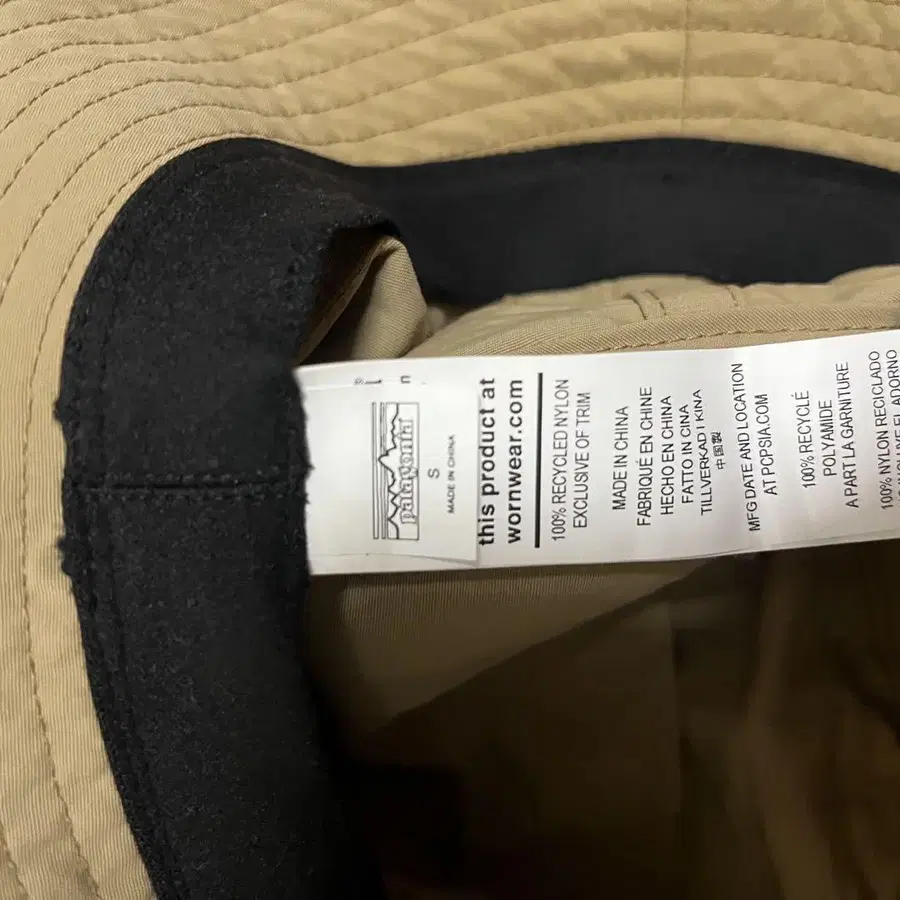 patagonia
S
MADE IN CHINA
this product at
wornwear.com
100% RECYCLED NYLON
EXCLUSIVE OF TRIM
MADE IN CHINA
FABRIQUÉ EN CHINE
HECHO EN CHINA
FATTO IN CINA
TILLVERKAD I KINA
中国製
MFG DATE AND LOCATION
AT PCPSIA.COM
100% RECYCLÉ
POLYAMIDE
A PART LA GARNITURE
100% NYLON RECICLADO